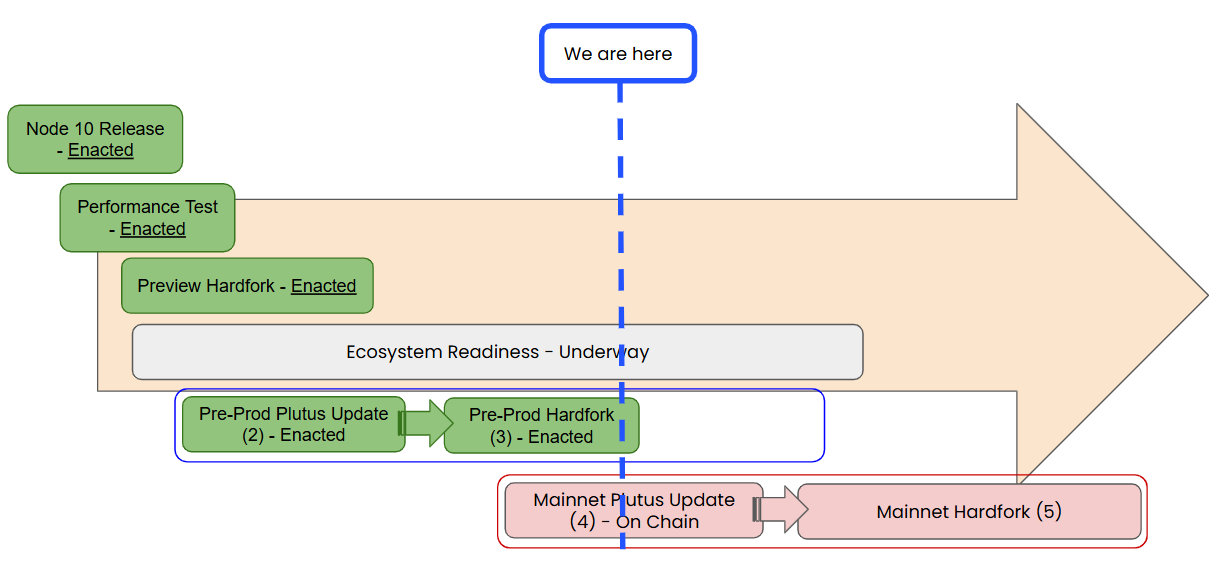 We are here
Node 10 Release
- Enacted
Performance Test
- Enacted
Preview Hardfork - Enacted
Ecosystem Readiness - Underway
Pre-Prod Plutus Update
(2) - Enacted
Pre-Prod Hardfork
(3) - Enacted
Mainnet Plutus Update
(4) - On Chain
Mainnet Hardfork (5)